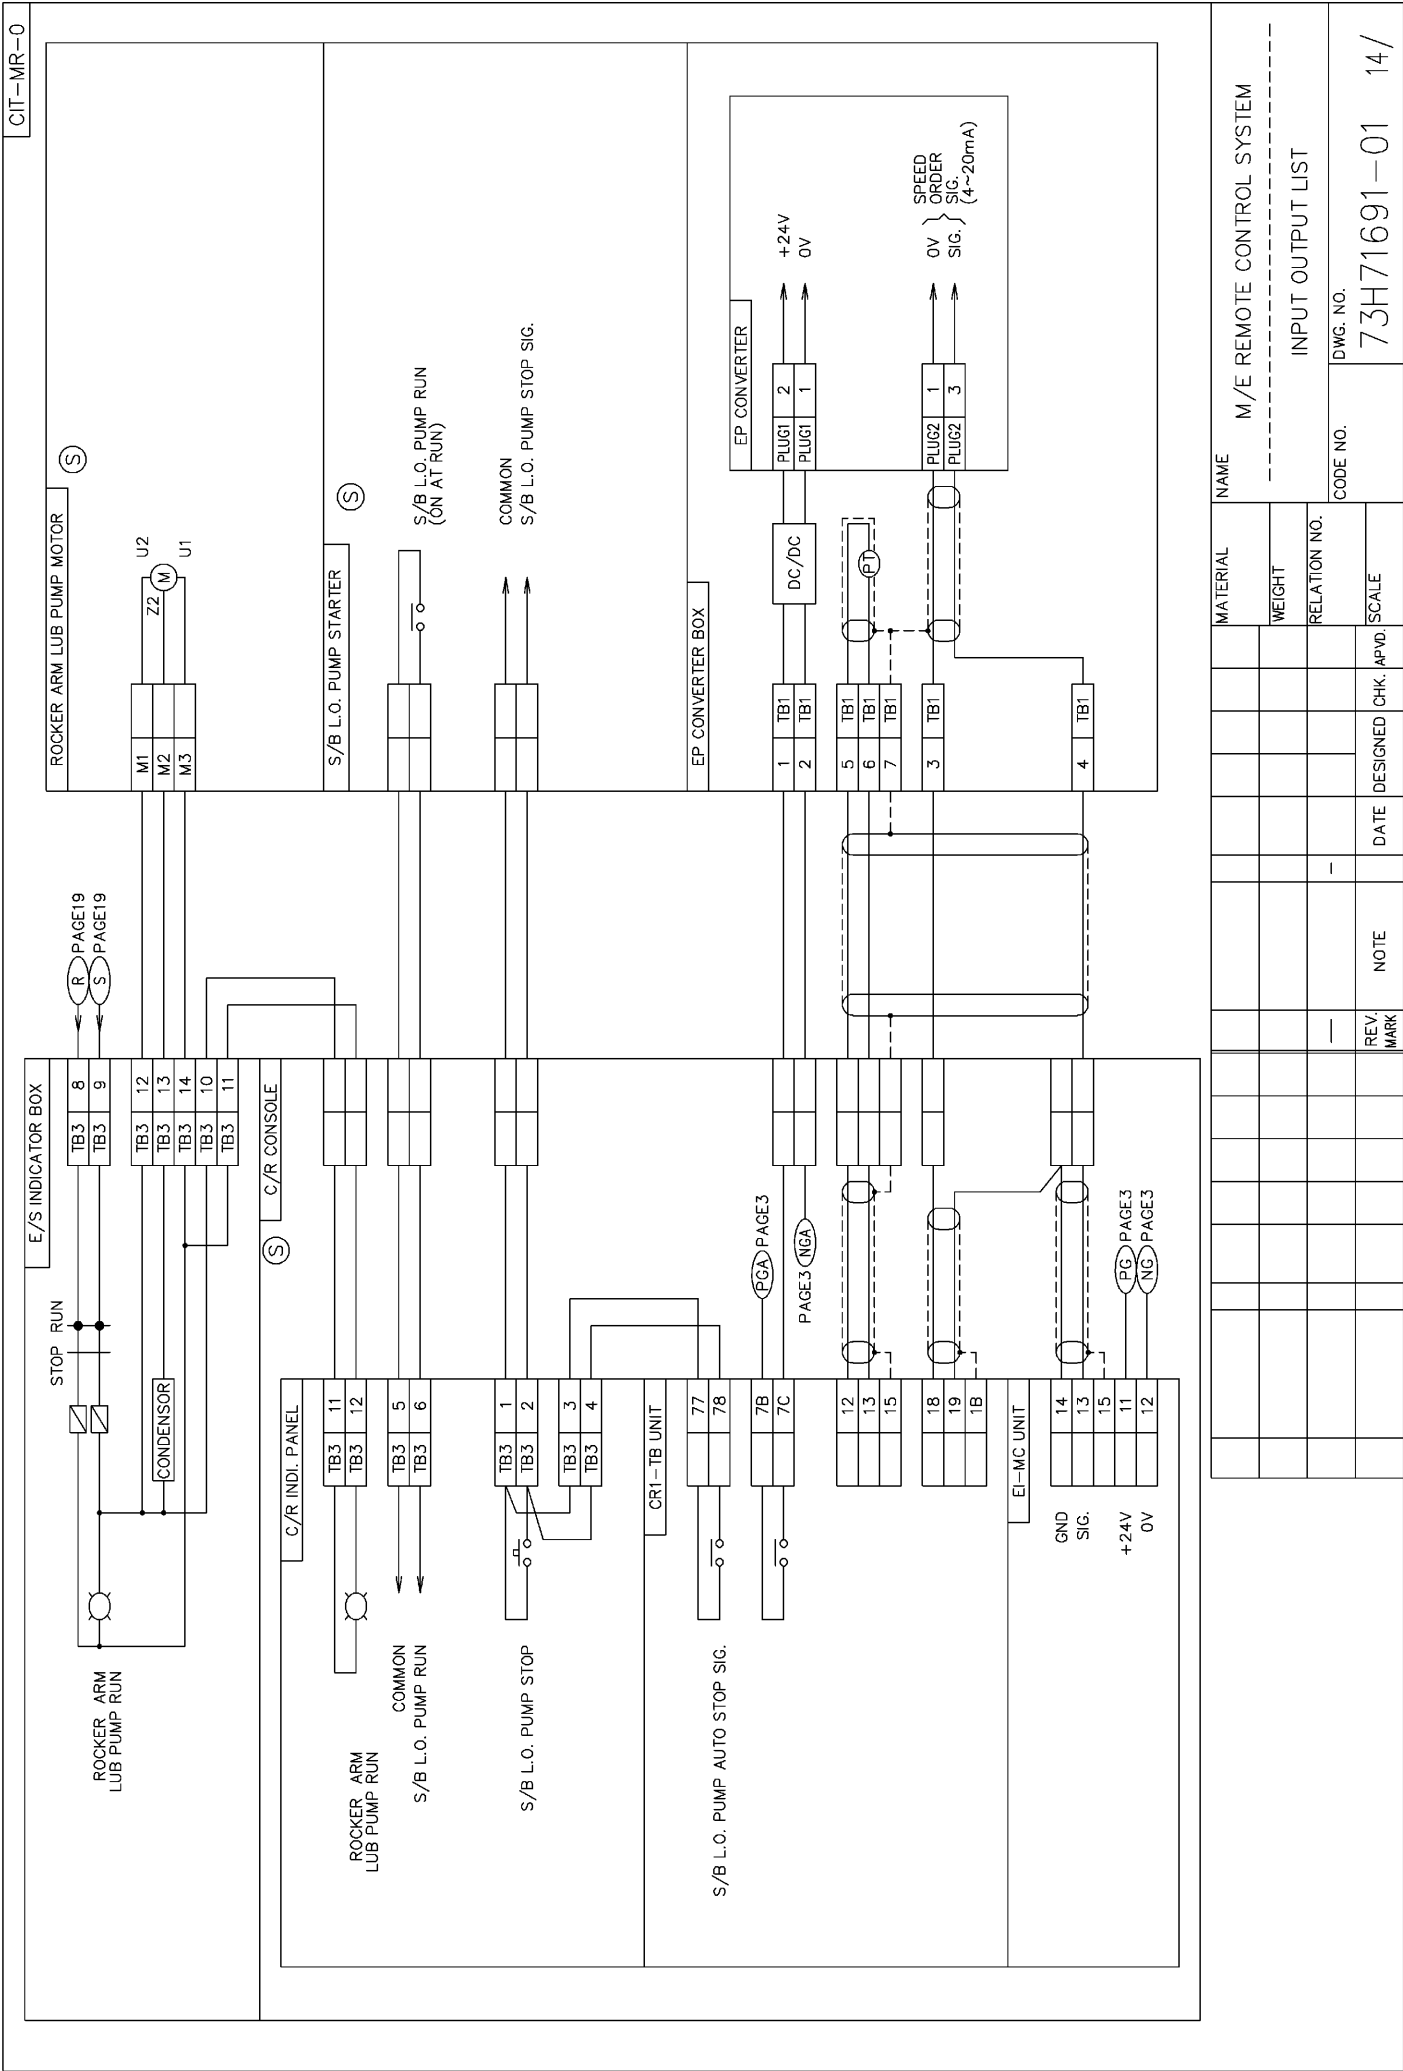 CIT-MR-0
E/S INDICATOR BOX
STOP RUN
TB3 8
TB3 9
R PAGE19
S PAGE19
ROCKER ARM
LUB PUMP RUN
CONDENSOR
TB3 12
TB3 13
TB3 14
TB3 10
TB3 11
ROCKER ARM LUB PUMP MOTOR
S
M1
M2
M3
Z2
M
U2
U1
C/R CONSOLE
S
C/R INDI. PANEL
TB3 11
TB3 12
ROCKER ARM
LUB PUMP RUN
COMMON
S/B L.O. PUMP RUN
TB3 5
TB3 6
S/B L.O. PUMP STOP
TB3 1
TB3 2
TB3 3
TB3 4
S/B L.O. PUMP STARTER
S
S/B L.O. PUMP RUN
(ON AT RUN)
COMMON
S/B L.O. PUMP STOP SIG.
CR1-TB UNIT
S/B L.O. PUMP AUTO STOP SIG.
77
78
7B
7C
PGA PAGE3
PAGE3 NGA
12
13
15
18
19
1B
EI-MC UNIT
GND 14
SIG. 13
15
+24V 11
0V 12
PG PAGE3
NG PAGE3
EP CONVERTER BOX
1 TB1
2 TB1
5 TB1
6 TB1
7 TB1
3 TB1
4 TB1
DC/DC
PT
EP CONVERTER
PLUG1 2
PLUG1 1
+24V
0V
PLUG2 1
PLUG2 3
0V
SIG.
SPEED
ORDER
SIG.
(4~20mA)
REV.
MARK
NOTE
DATE
DESIGNED
CHK.
APVD.
—
–
MATERIAL
WEIGHT
RELATION NO.
SCALE
NAME
M/E REMOTE CONTROL SYSTEM
INPUT OUTPUT LIST
CODE NO.
DWG. NO.
73H71691-01 14/